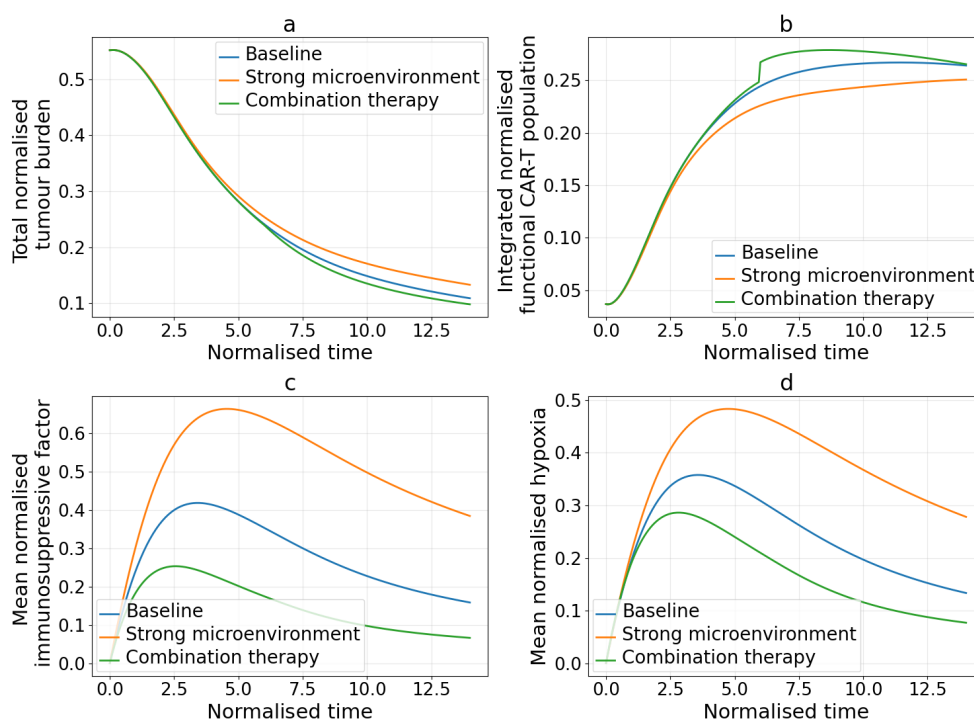 a
Total normalised
tumour burden
0.5
0.4
0.3
0.2
0.1
Baseline
Strong microenvironment
Combination therapy
0.0 2.5 5.0 7.5 10.0 12.5
Normalised time
b
Integrated normalised
functional CAR-T population
0.25
0.20
0.15
0.10
0.05
Baseline
Strong microenvironment
Combination therapy
0.0 2.5 5.0 7.5 10.0 12.5
Normalised time
c
Mean normalised
immunosuppressive factor
0.6
0.5
0.4
0.3
0.2
0.1
0.0
Baseline
Strong microenvironment
Combination therapy
0.0 2.5 5.0 7.5 10.0 12.5
Normalised time
d
Mean normalised hypoxia
0.5
0.4
0.3
0.2
0.1
0.0
Baseline
Strong microenvironment
Combination therapy
0.0 2.5 5.0 7.5 10.0 12.5
Normalised time